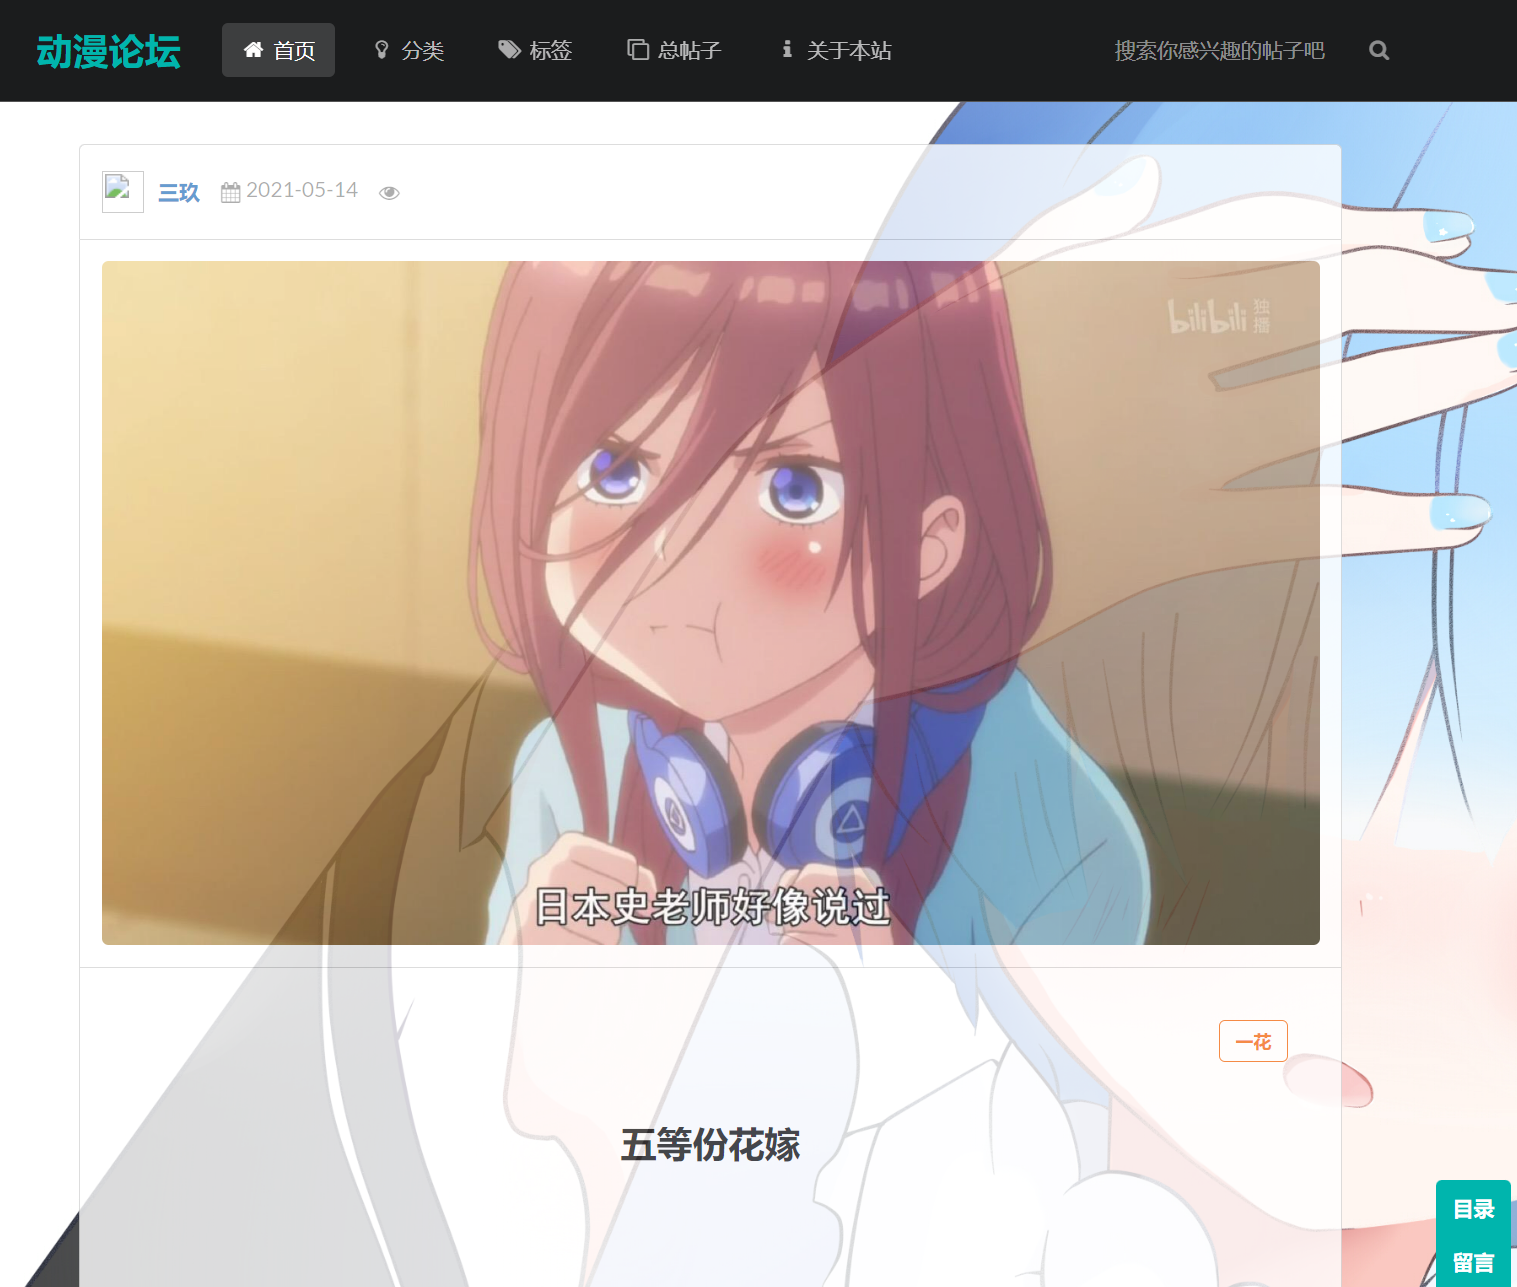 动漫论坛
首页
分类
标签
总帖子
关于本站
搜索你感兴趣的帖子吧
三玖
2021-05-14
bilibili 独播
日本史老师好像说过
一花
五等份花嫁
目录
留言